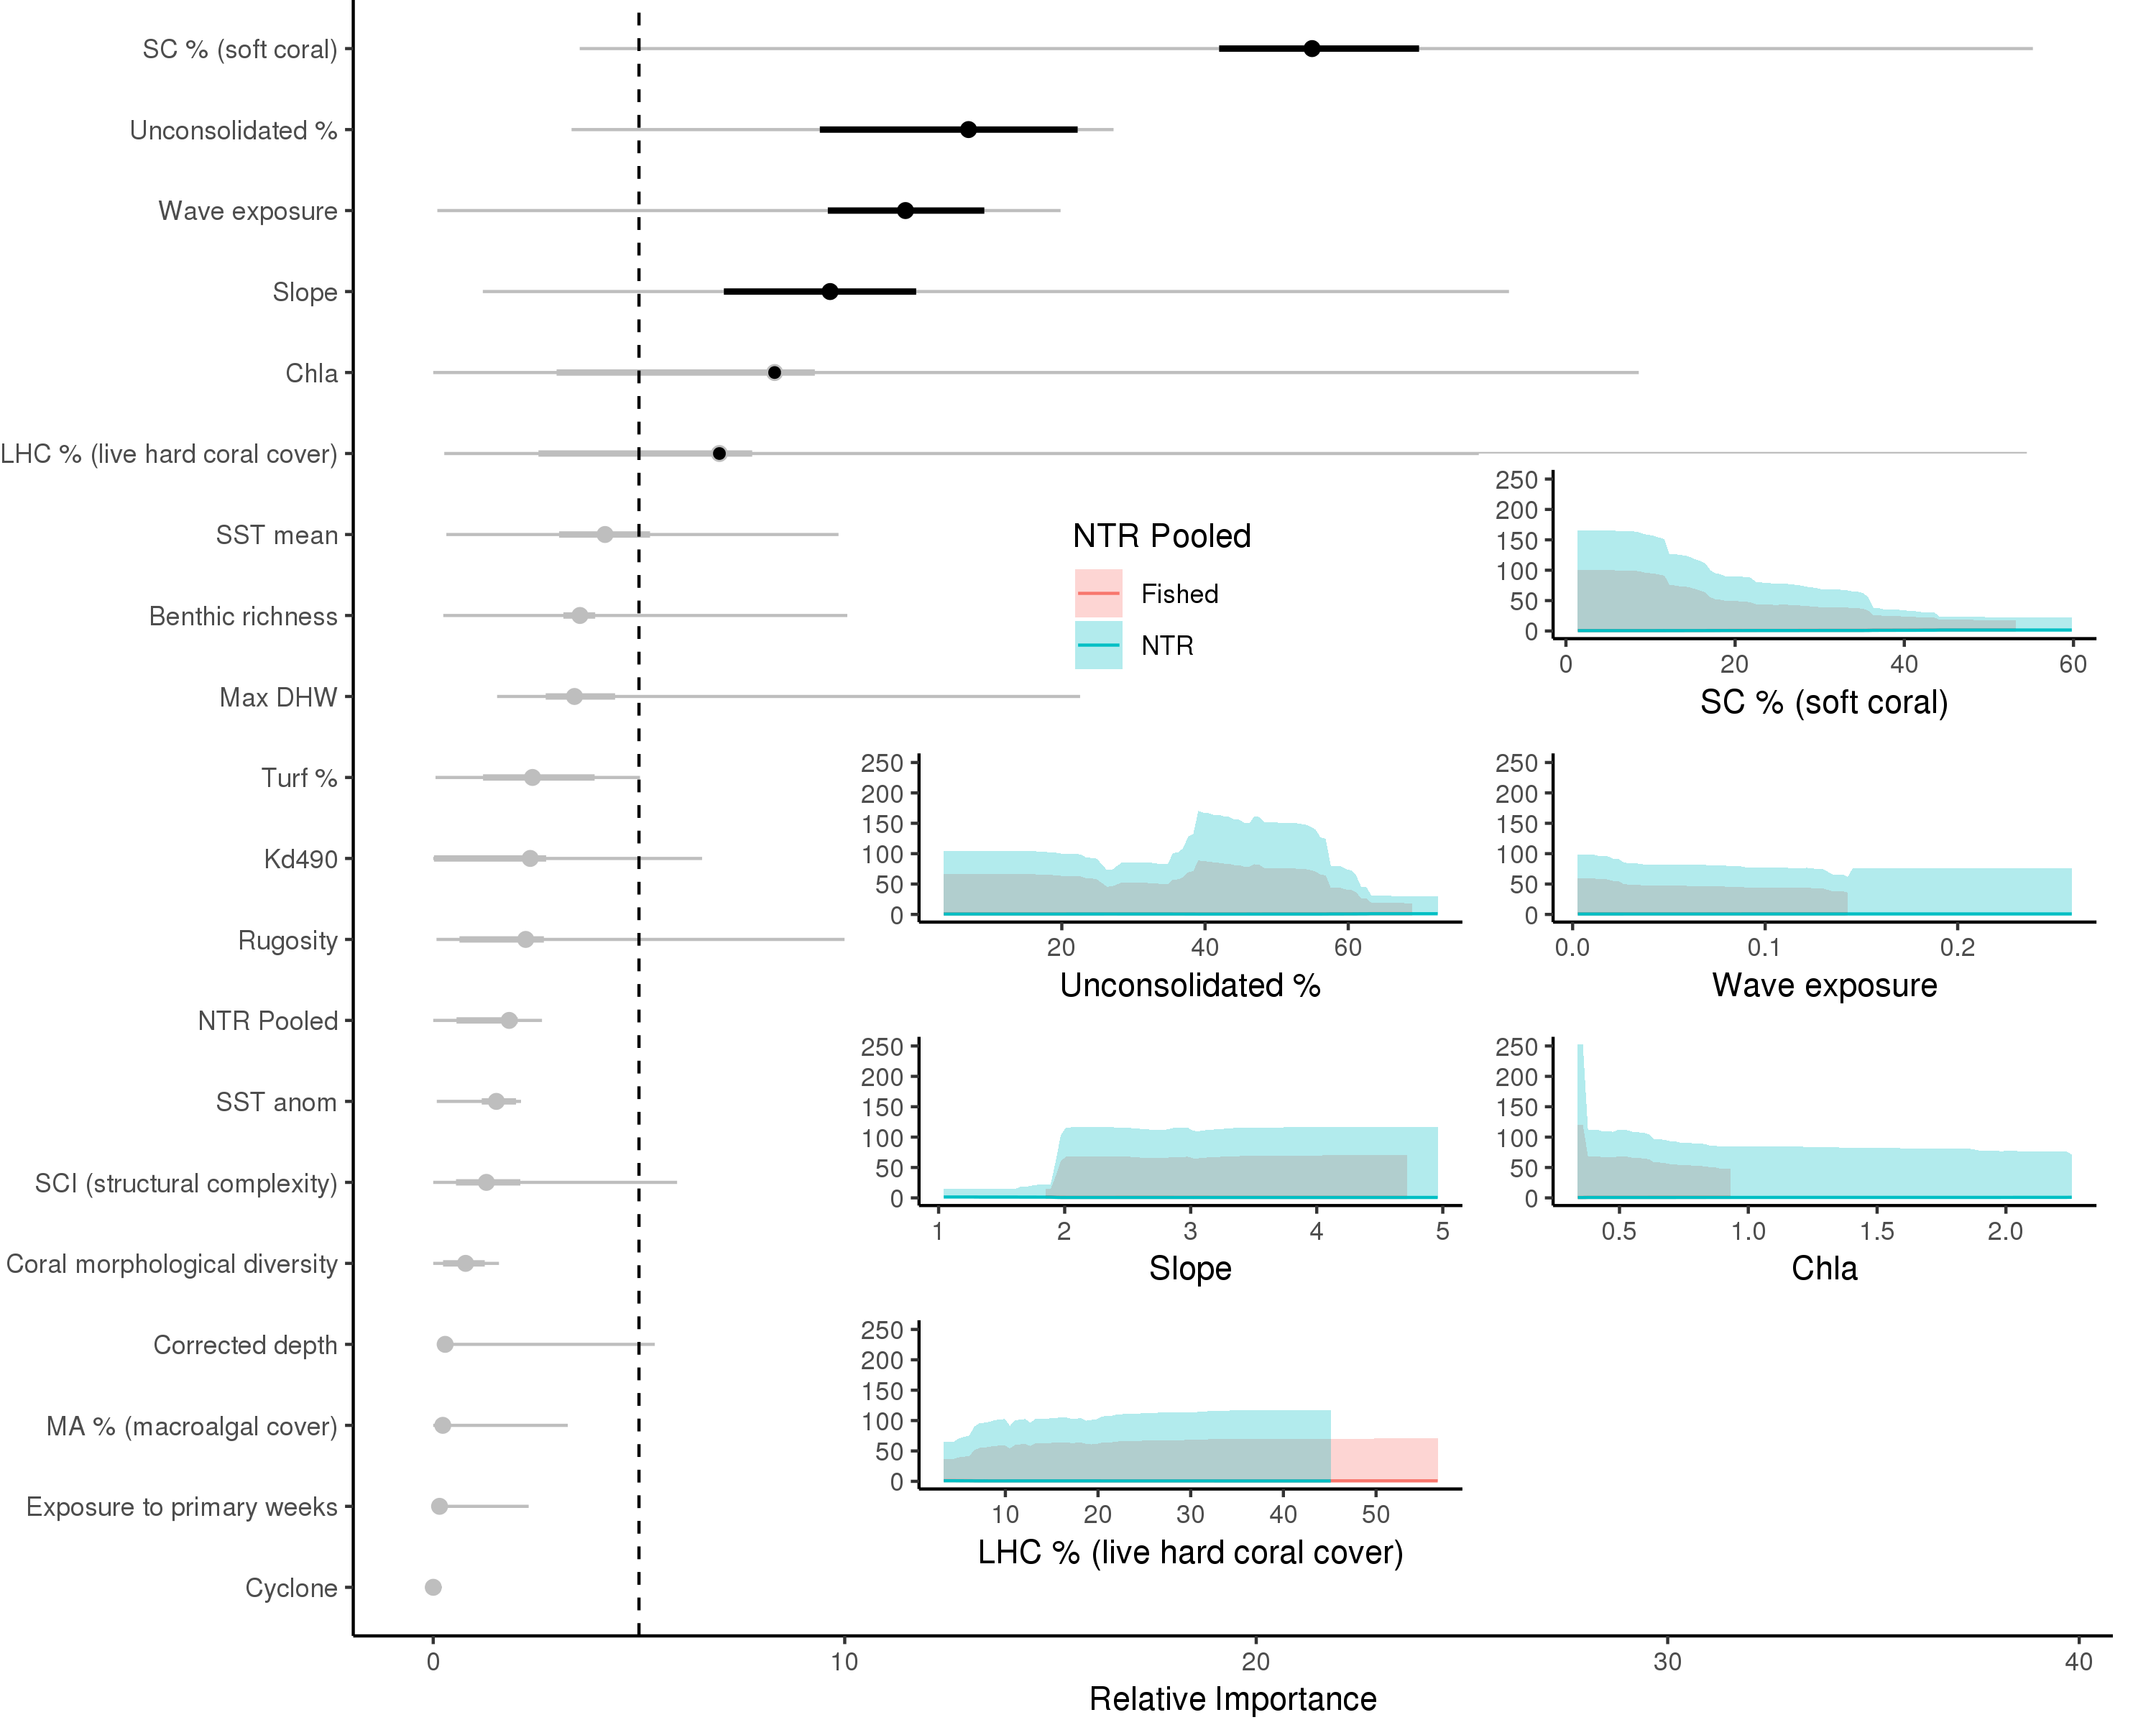 SC % (soft coral)
Unconsolidated %
Wave exposure
Slope
Chla
LHC % (live hard coral cover)
SST mean
Benthic richness
Max DHW
Turf %
Kd490
Rugosity
NTR Pooled
SST anom
SCI (structural complexity)
Coral morphological diversity
Corrected depth
MA % (macroalgal cover)
Exposure to primary weeks
Cyclone
0 10 20 30 40
Relative Importance
NTR Pooled
Fished
NTR
250
200
150
100
50
0
0 20 40 60
SC % (soft coral)
250
200
150
100
50
0
20 40 60
Unconsolidated %
250
200
150
100
50
0
0.0 0.1 0.2
Wave exposure
250
200
150
100
50
0
1 2 3 4 5
Slope
250
200
150
100
50
0
0.5 1.0 1.5 2.0
Chla
250
200
150
100
50
0
10 20 30 40 50
LHC % (live hard coral cover)